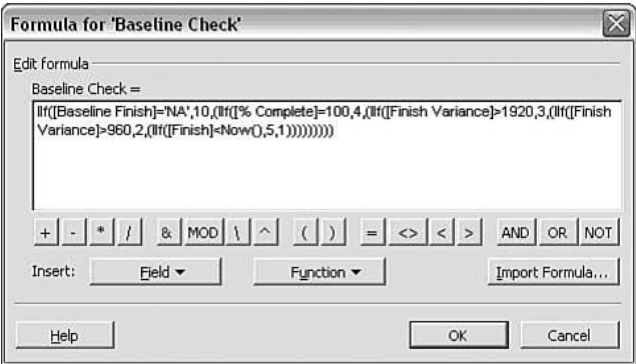 Formula for 'Baseline Check'
Edit formula
Baseline Check =
IIf([Baseline Finish]='NA',10,(IIf([% Complete]=100,4,(IIf([Finish Variance]>1920,3,(IIf([Finish
Variance]>960,2,(IIf([Finish]<Now(),5,1)))))))))
+ - * / & MOD \ ^ ( ) = <> < > AND OR NOT
Insert: Field Function Import Formula...
Help OK Cancel